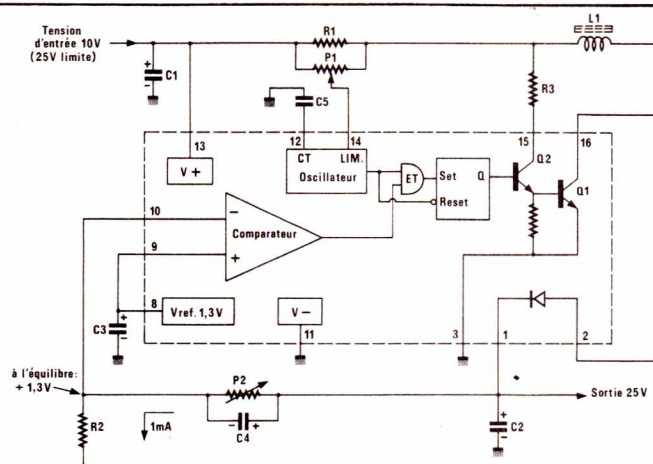 Tension
d'entrée 10V
(25V limite)
C1
R1
P1
L1
R3
C5
13
12
14
15
16
V +
CT
LIM.
Oscillateur
ET
Set
Q
Reset
Q2
Q1
10
Comparateur
−
+
9
8
Vref. 1,3V
V −
11
3
1
2
C3
à l'équilibre:
+ 1,3V
P2
C4
R2
1mA
C2
Sortie 25V
+
−
+
−
−
+
+
−